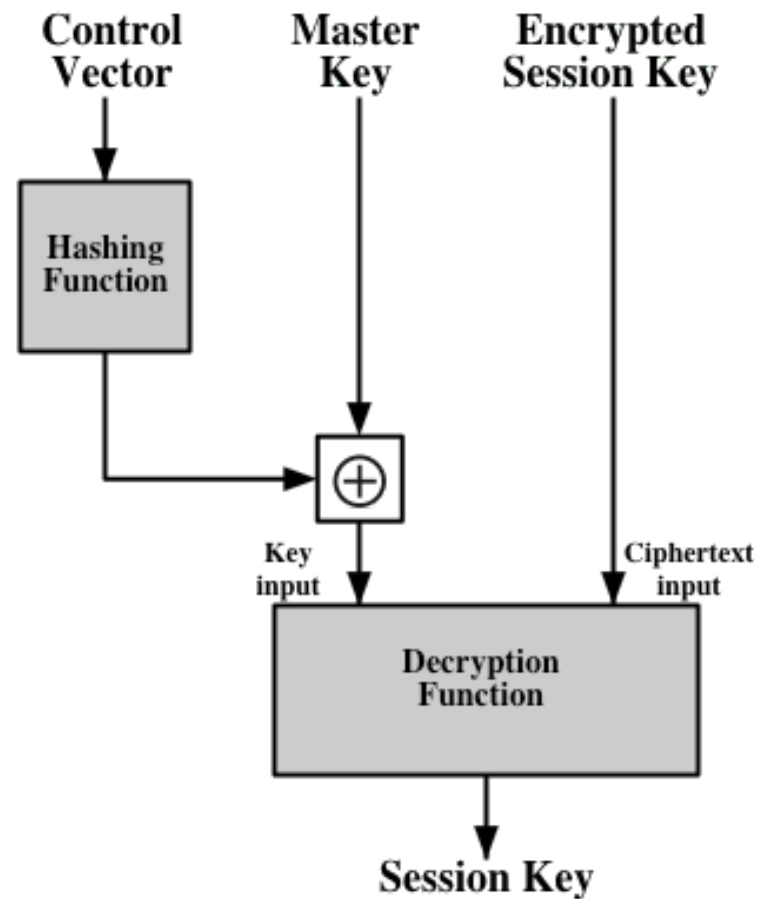 Control
Vector
Master
Key
Encrypted
Session Key
Hashing
Function
Key
input
Ciphertext
input
Decryption
Function
Session Key